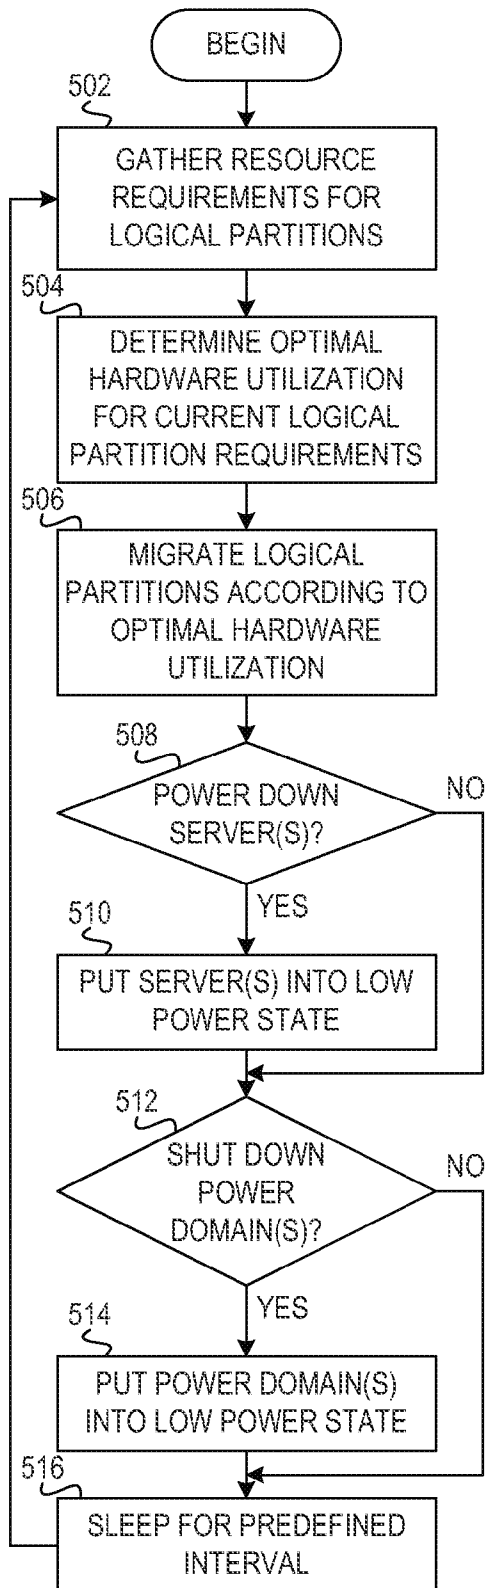 BEGIN
502
GATHER RESOURCE
REQUIREMENTS FOR
LOGICAL PARTITIONS
504
DETERMINE OPTIMAL
HARDWARE UTILIZATION
FOR CURRENT LOGICAL
PARTITION REQUIREMENTS
506
MIGRATE LOGICAL
PARTITIONS ACCORDING TO
OPTIMAL HARDWARE
UTILIZATION
508
POWER DOWN
SERVER(S)?
NO
YES
510
PUT SERVER(S) INTO LOW
POWER STATE
512
SHUT DOWN
POWER
DOMAIN(S)?
NO
YES
514
PUT POWER DOMAIN(S)
INTO LOW POWER STATE
516
SLEEP FOR PREDEFINED
INTERVAL